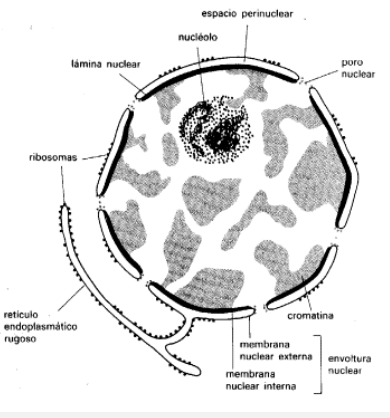 espacio perinuclear
nucléolo
lámina nuclear
poro
nuclear
ribosomas
retículo
endoplasmático
rugoso
cromatina
membrana
nuclear externa
membrana
nuclear interna
envoltura
nuclear